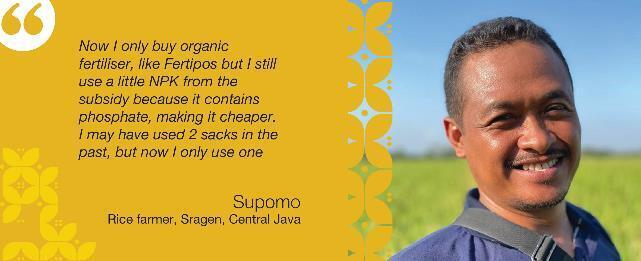 Now I only buy organic
fertiliser, like Fertipos but I still
use a little NPK from the
subsidy because it contains
phosphate, making it cheaper.
I may have used 2 sacks in the
past, but now I only use one
Supomo
Rice farmer, Sragen, Central Java